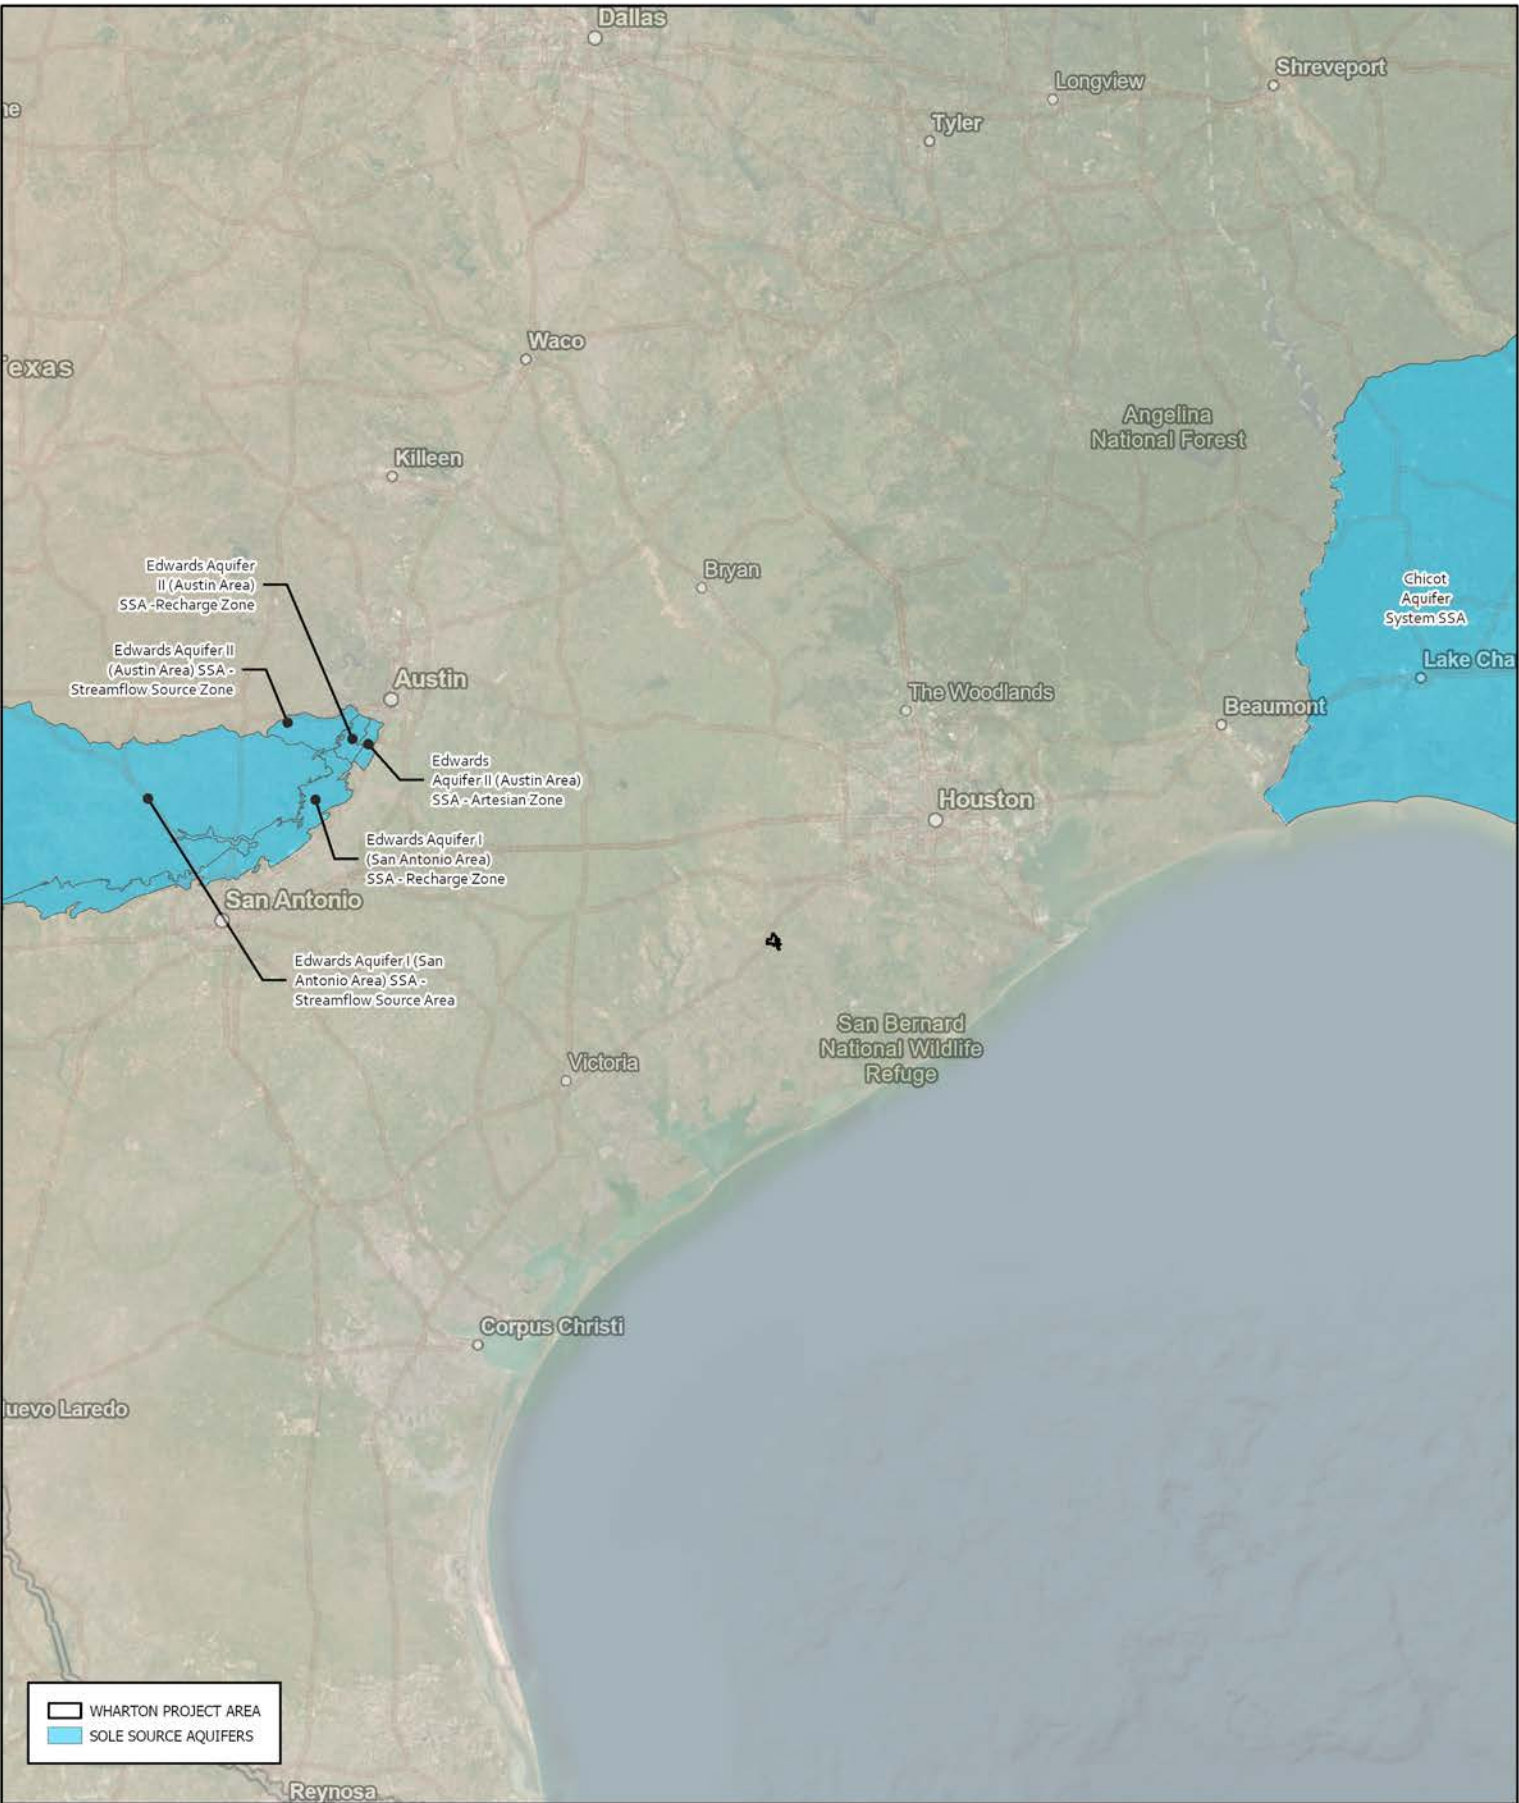 Dallas
Shreveport
Longview
Tyler
Waco
exas
Angelina
National Forest
Killeen
Edwards Aquifer
II (Austin Area)
SSA -Recharge Zone
Bryan
Chicot
Aquifer
System SSA
Edwards Aquifer II
(Austin Area) SSA -
Streamflow Source Zone
Lake Cha
Austin
The Woodlands
Beaumont
Edwards
Aquifer II (Austin Area)
SSA - Artesian Zone
Houston
Edwards Aquifer I
(San Antonio Area)
SSA - Recharge Zone
San Antonio
Edwards Aquifer I (San
Antonio Area) SSA -
Streamflow Source Area
San Bernard
National Wildlife
Refuge
Victoria
Corpus Christi
uevo Laredo
WHARTON PROJECT AREA
SOLE SOURCE AQUIFERS
Reynosa